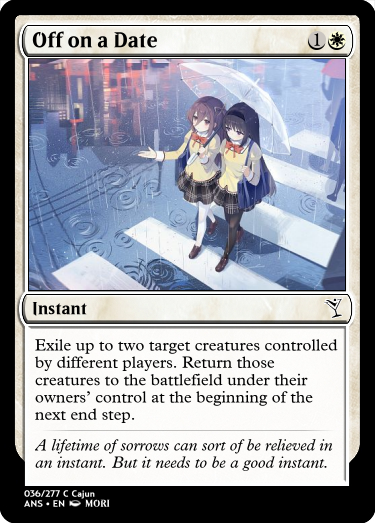 Off on a Date 1
Instant
Exile up to two target creatures controlled
by different players. Return those
creatures to the battlefield under their
owners' control at the beginning of the
next end step.
A lifetime of sorrows can sort of be relieved in
an instant. But it needs to be a good instant.
036/277 C Cajun
ANS • EN MORI